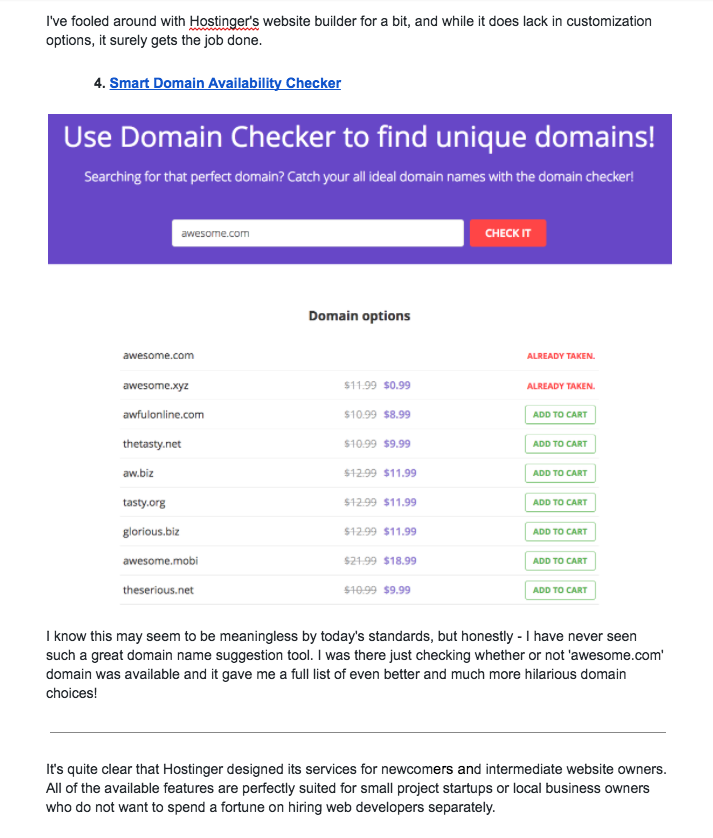 I've fooled around with Hostinger's website builder for a bit, and while it does lack in customization
options, it surely gets the job done.
4. Smart Domain Availability Checker
Use Domain Checker to find unique domains!
Searching for that perfect domain? Catch your all ideal domain names with the domain checker!
awesome.com CHECK IT
Domain options
awesome.com ALREADY TAKEN.
awesome.xyz $11.99 $0.99 ALREADY TAKEN.
awfulonline.com $10.99 $8.99 ADD TO CART
thetasty.net $10.99 $9.99 ADD TO CART
aw.biz $12.99 $11.99 ADD TO CART
tasty.org $12.99 $11.99 ADD TO CART
glorious.biz $12.99 $11.99 ADD TO CART
awesome.mobi $21.99 $18.99 ADD TO CART
theserious.net $10.99 $9.99 ADD TO CART
I know this may seem to be meaningless by today's standards, but honestly - I have never seen
such a great domain name suggestion tool. I was there just checking whether or not 'awesome.com'
domain was available and it gave me a full list of even better and much more hilarious domain
choices!
It's quite clear that Hostinger designed its services for newcomers and intermediate website owners.
All of the available features are perfectly suited for small project startups or local business owners
who do not want to spend a fortune on hiring web developers separately.